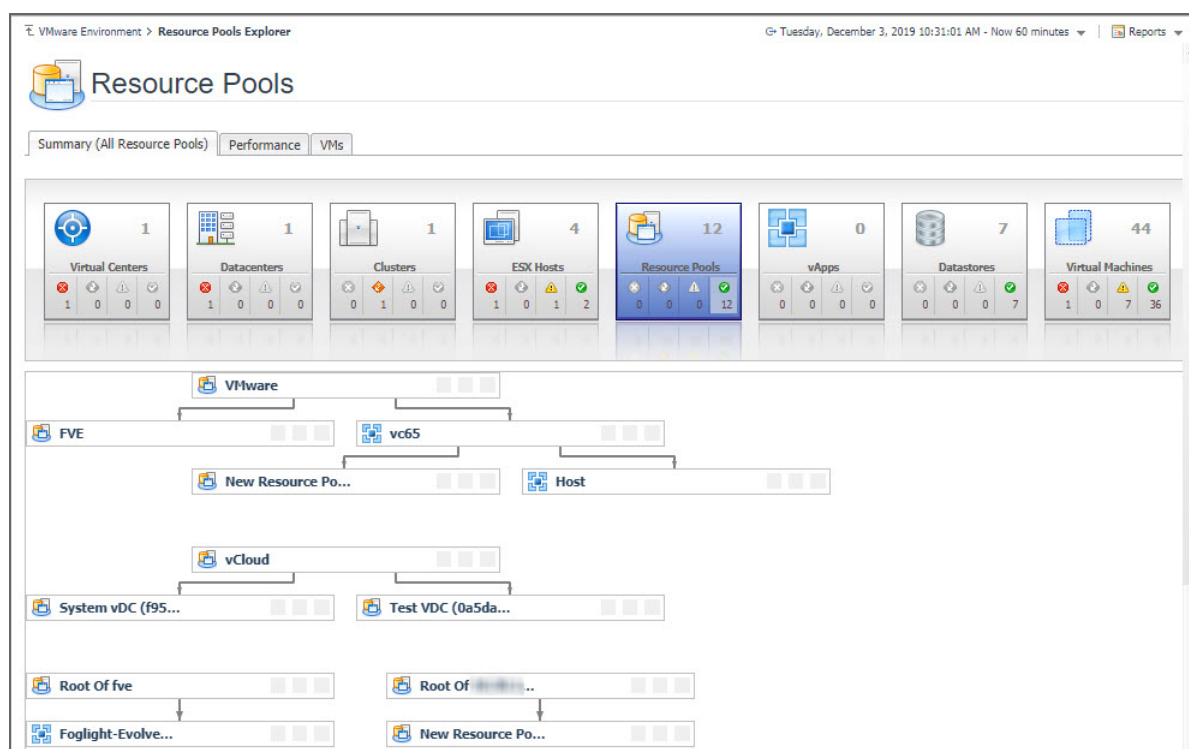 VMware Environment > Resource Pools Explorer
Tuesday, December 3, 2019 10:31:01 AM - Now 60 minutes
Reports
Resource Pools
Summary (All Resource Pools)
Performance
VMs
1 1 1 4 12 0 7 44
Virtual Centers Datacenters Clusters ESX Hosts Resource Pools vApps Datastores Virtual Machines
1 0 0 0 1 0 0 0 0 1 0 0 1 0 1 2 0 0 0 12 0 0 0 0 0 0 0 7 1 0 7 36
VMware
FVE vc65
New Resource Po... Host
vCloud
System vDC (f95... Test VDC (0a5da...
Root Of fve Root Of ..
Foglight-Evolve... New Resource Po...